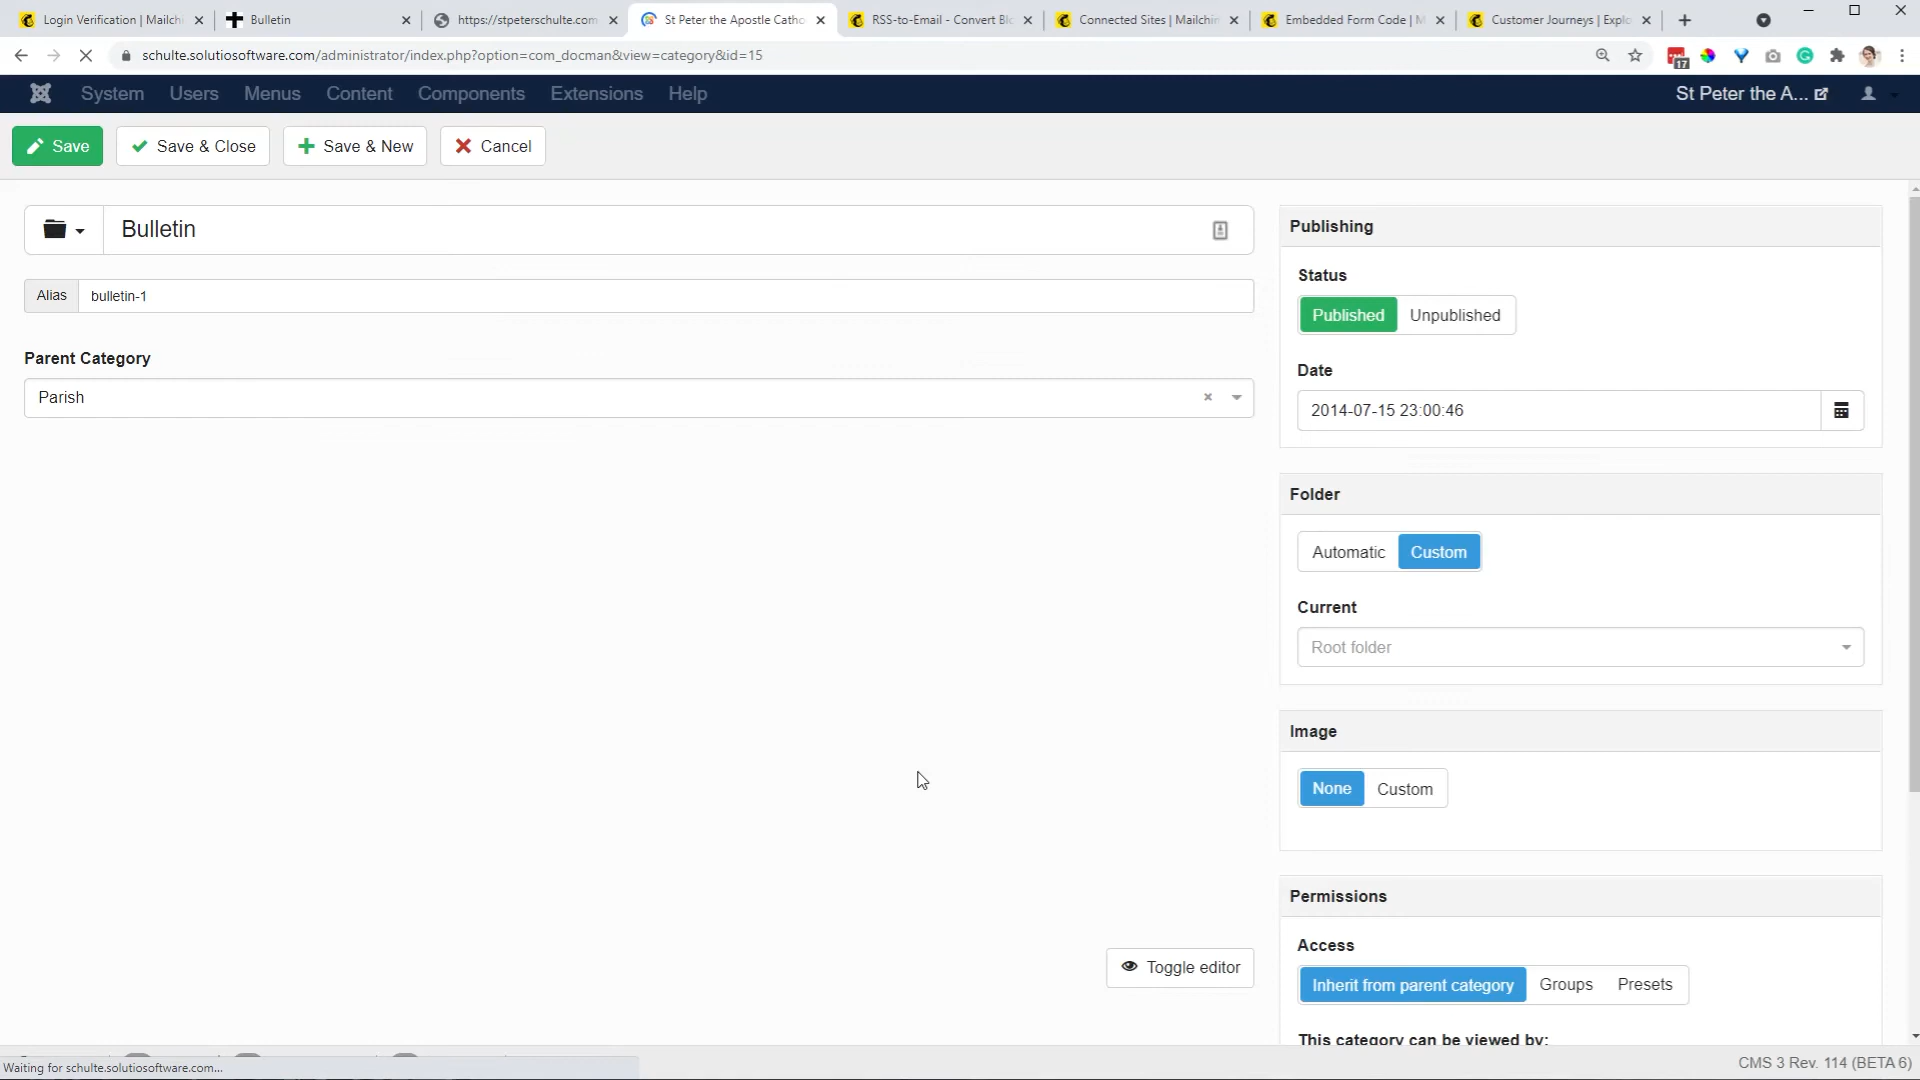 Login Verification | Mailchi
Bulletin
https://stpeterschulte.com
St Peter the Apostle Catho
RSS-to-Email - Convert Blo
Connected Sites | Mailchim
Embedded Form Code | M
Customer Journeys | Explo
schulte.solutiosoftware.com/administrator/index.php?option=com_docman&view=category&id=15
17
System
Users
Menus
Content
Components
Extensions
Help
St Peter the A...
Save
Save & Close
Save & New
Cancel
Bulletin
Alias
bulletin-1
Parent Category
Parish
Toggle editor
Publishing
Status
Published
Unpublished
Date
2014-07-15 23:00:46
Folder
Automatic
Custom
Current
Root folder
Image
None
Custom
Permissions
Access
Inherit from parent category
Groups
Presets
This category can be viewed by:
Waiting for schulte.solutiosoftware.com...
CMS 3 Rev. 114 (BETA 6)